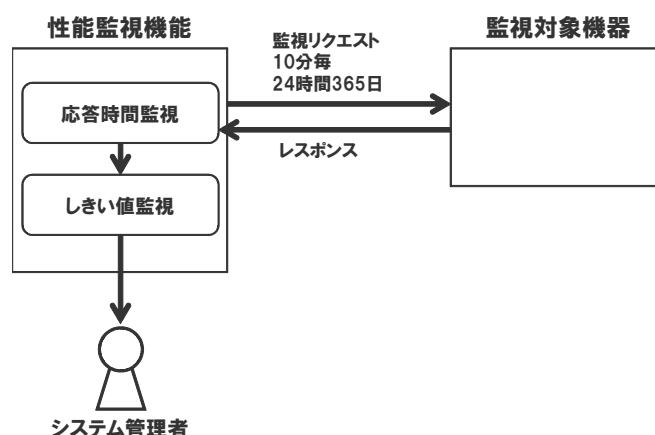 性能監視機能
監視リクエスト
10分毎
24時間365日
監視対象機器
応答時間監視
レスポンス
しきい値監視
システム管理者